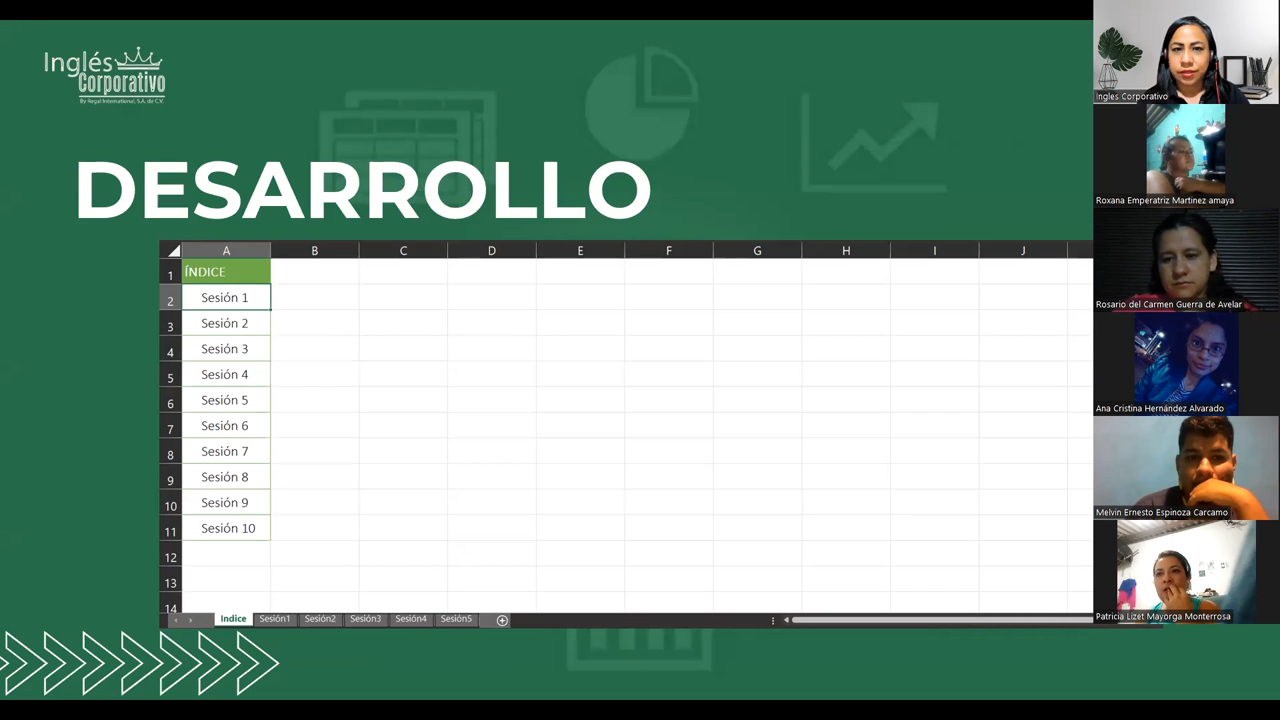 Inglés
Corporativo
By Regal International, S.A. de C.V.
DESARROLLO
A B C D E F G H I J
1 ÍNDICE
2 Sesión 1
3 Sesión 2
4 Sesión 3
5 Sesión 4
6 Sesión 5
7 Sesión 6
8 Sesión 7
9 Sesión 8
10 Sesión 9
11 Sesión 10
12
13
14
Indice Sesión1 Sesión2 Sesión3 Sesión4 Sesión5
Ingles Corporativo
Roxana Emperatriz Martinez amaya
Rosario del Carmen Guerra de Avelar
Ana Cristina Hernández Alvarado
Melvin Ernesto Espinoza Carcamo
Patricia Lizet Mayorga Monterrosa